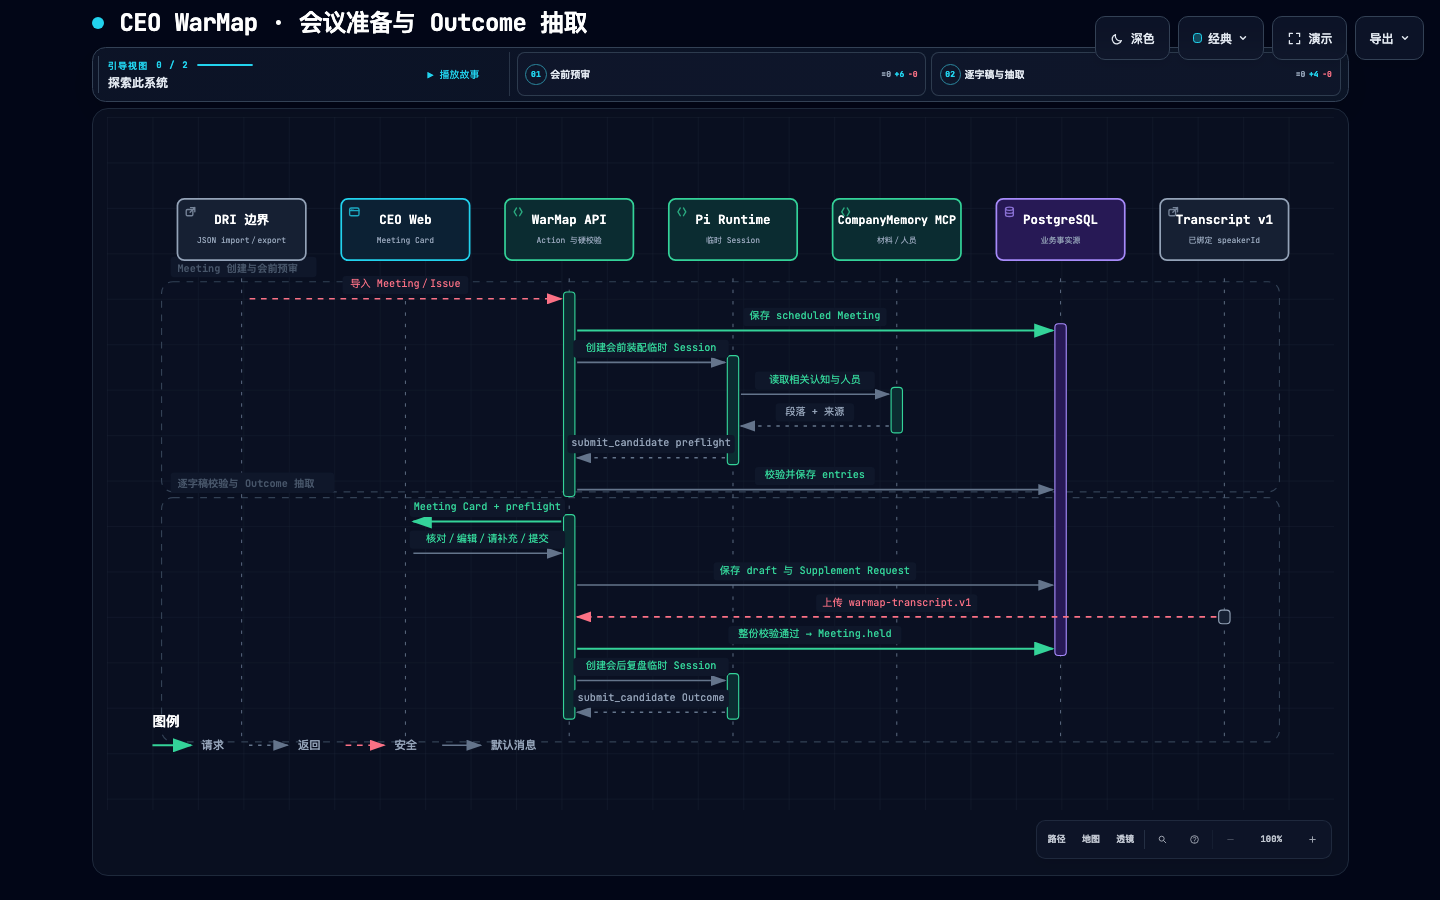 CEO WarMap · 会议准备与 Outcome 抽取
深色
经典
演示
导出
引导视图 0 / 2
探索此系统
播放故事
01 会前预审
≡0 +6 -0
02 逐字稿与抽取
≡0 +4 -0
DRI 边界
JSON import/export
CEO Web
Meeting Card
WarMap API
Action 与硬校验
Pi Runtime
临时 Session
CompanyMemory MCP
材料/人员
PostgreSQL
业务事实源
Transcript v1
已绑定 speakerId
Meeting 创建与会前预审
导入 Meeting/Issue
保存 scheduled Meeting
创建会前装配临时 Session
读取相关认知与人员
段落 + 来源
submit_candidate preflight
校验并保存 entries
逐字稿校验与 Outcome 抽取
Meeting Card + preflight
核对/编辑/请补充/提交
保存 draft 与 Supplement Request
上传 warmap-transcript.v1
整份校验通过 → Meeting.held
创建会后复盘临时 Session
submit_candidate Outcome
图例
请求
返回
安全
默认消息
路径
地图
透镜
100%